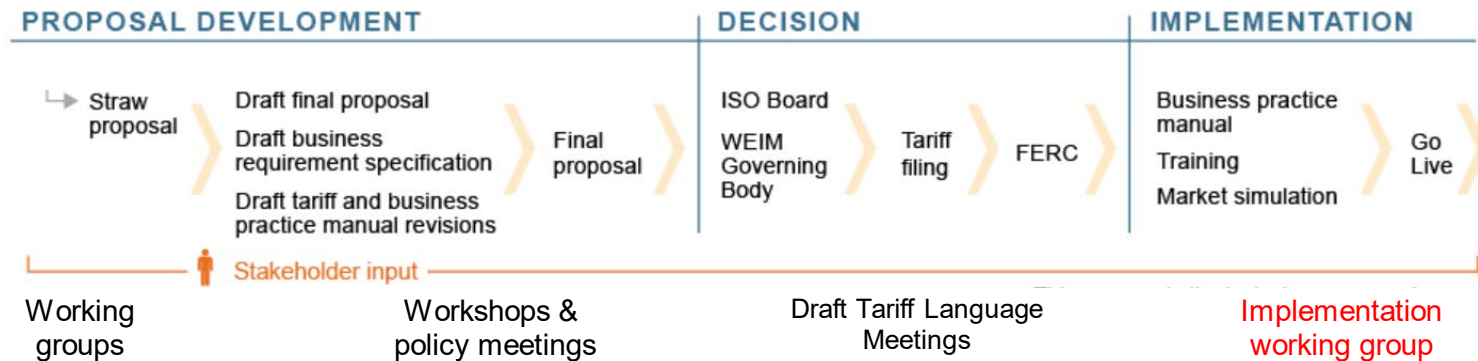 PROPOSAL DEVELOPMENT
DECISION
IMPLEMENTATION
Straw
proposal
Draft final proposal
Draft business
requirement specification
Draft tariff and business
practice manual revisions
Final
proposal
ISO Board
WEIM
Governing
Body
Tariff
filing
FERC
Business practice
manual
Training
Market simulation
Go
Live
Stakeholder input
Working
groups
Workshops &
policy meetings
Draft Tariff Language
Meetings
Implementation
working group